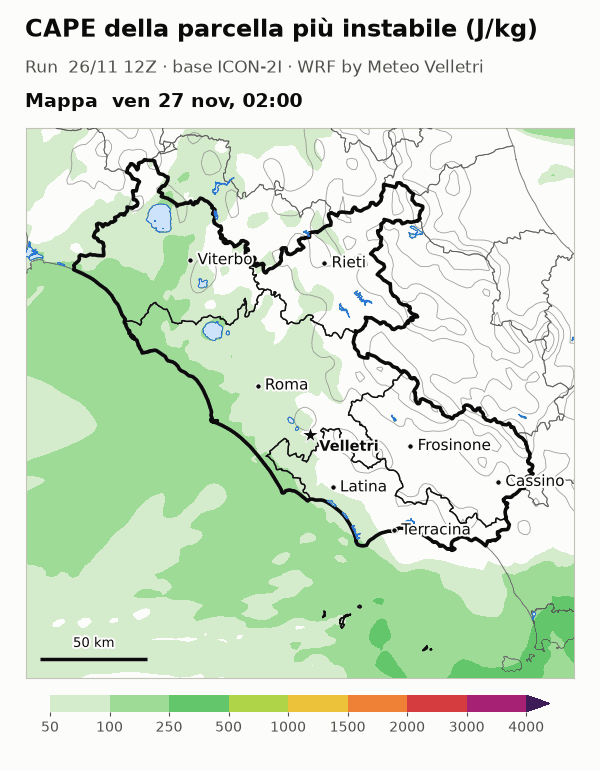 CAPE della parcella più instabile (J/kg)
Run  26/11 12Z · base ICON-2I · WRF by Meteo Velletri
Mappa  ven 27 nov, 02:00
Viterbo
Rieti
Roma
Velletri
Frosinone
Latina
Cassino
Terracina
50 km
50 100 250 500 1000 1500 2000 3000 4000